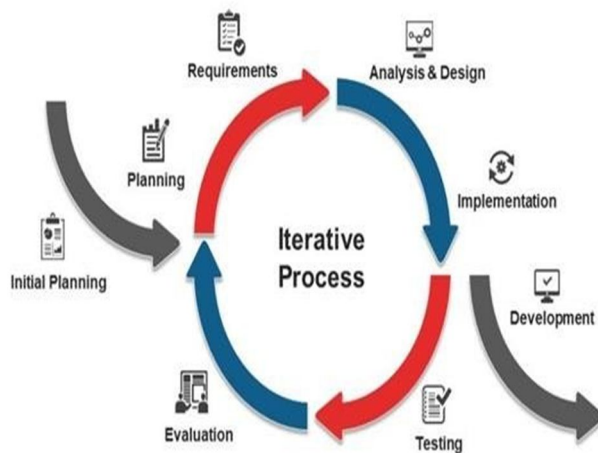 Requirements
Analysis & Design
Planning
Implementation
Iterative
Process
Initial Planning
Development
Evaluation
Testing